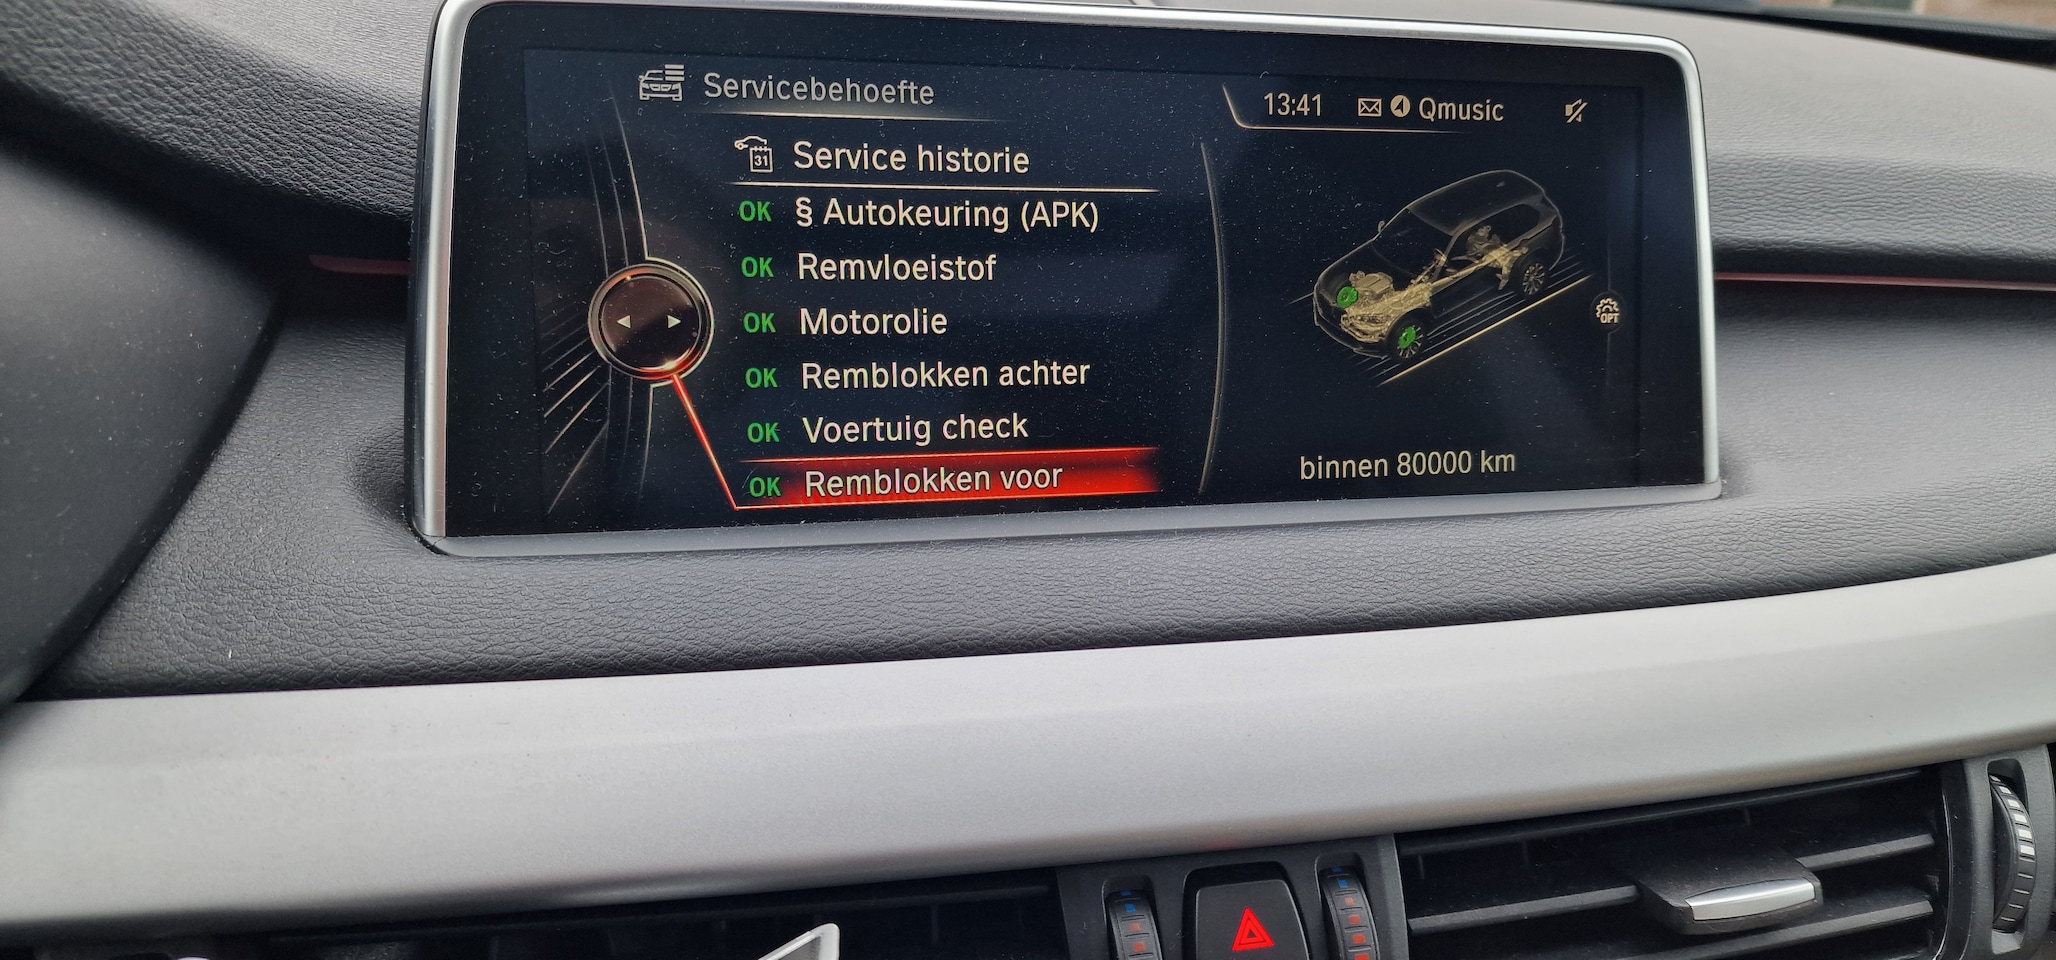 Servicebehoefte
13:41 Qmusic
31 Service historie
OK § Autokeuring (APK)
OK Remvloeistof
OK Motorolie
OK Remblokken achter
OK Voertuig check
OK Remblokken voor
OPT
binnen 80000 km